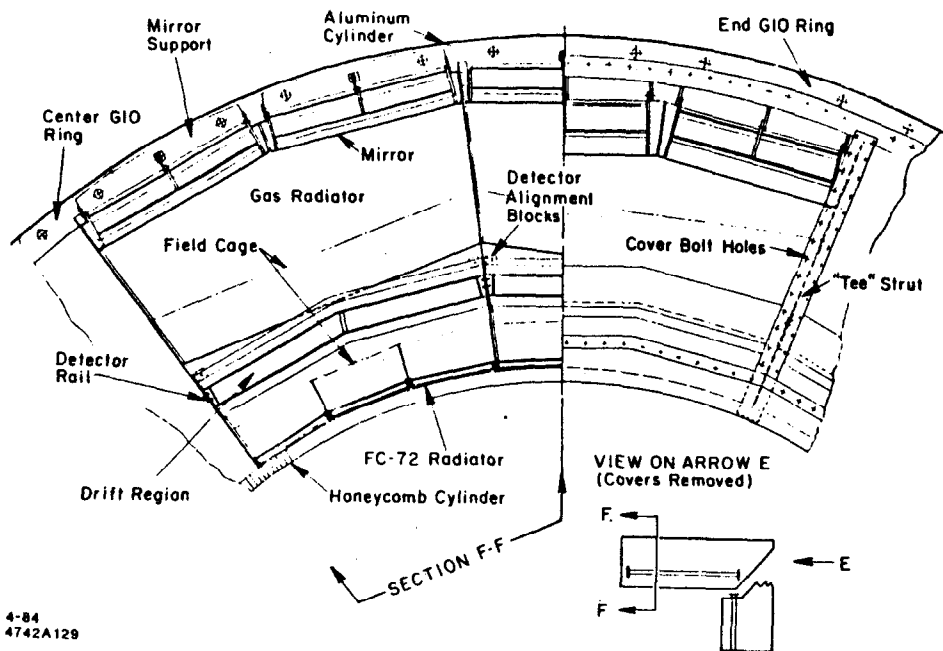 Mirror
Support
Aluminum
Cylinder
End GIO Ring
Center GIO
Ring
Mirror
Gas Radiator
Detector
Alignment
Blocks
Field Cage
Cover Bolt Holes
"Tee" Strut
Detector
Rail
FC-72 Radiator
Drift Region
Honeycomb Cylinder
VIEW ON ARROW E
(Covers Removed)
SECTION F-F
F
E
F
4-84
4742A129